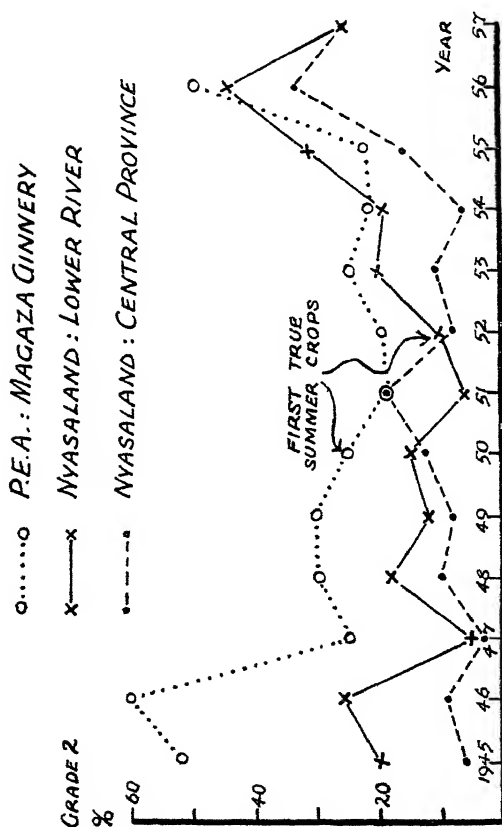 P.E.A.: MAGAZA GINNERY
NYASALAND: LOWER RIVER
NYASALAND: CENTRAL PROVINCE
GRADE 2
%
60
40
20
FIRST TRUE
SUMMER CROPS
YEAR
1945 46 47 48 49 50 51 52 53 54 55 56 57